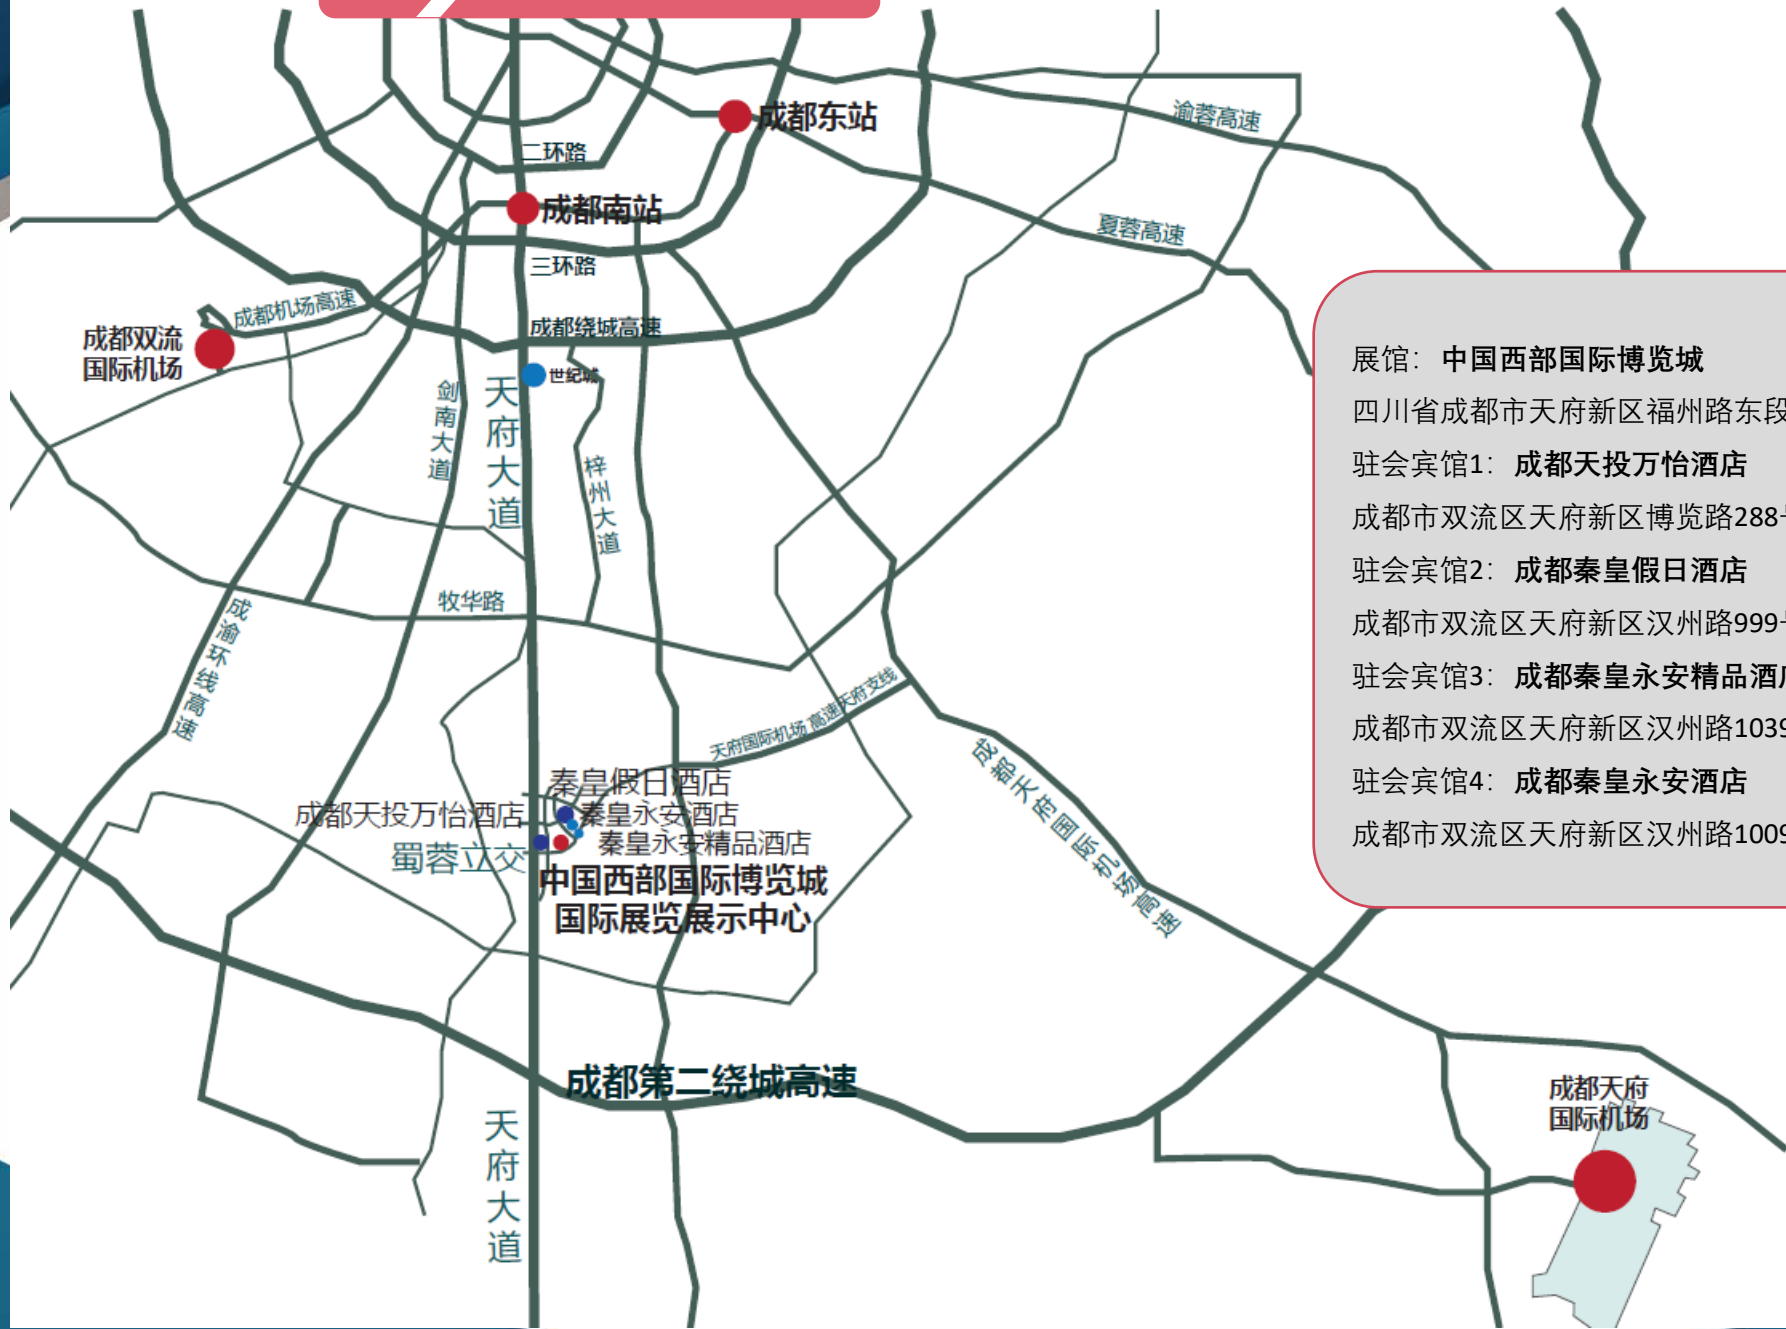 成都东站
渝蓉高速
二环路
成都南站
夏蓉高速
三环路
成都机场高速
成都绕城高速
成都双流
国际机场
世纪城
剑南大道
天府大道
梓州大道
牧华路
成渝环线高速
天府国际机场 高速天府支线
成都天府国际机场高速
秦皇假日酒店
成都天投万怡酒店
秦皇永安酒店
秦皇永安精品酒店
蜀蓉立交
中国西部国际博览城
国际展览展示中心
成都第二绕城高速
天府大道
成都天府
国际机场
展馆：中国西部国际博览城
四川省成都市天府新区福州路东段
驻会宾馆1：成都天投万怡酒店
成都市双流区天府新区博览路288号
驻会宾馆2：成都秦皇假日酒店
成都市双流区天府新区汉州路999号
驻会宾馆3：成都秦皇永安精品酒店
成都市双流区天府新区汉州路1039
驻会宾馆4：成都秦皇永安酒店
成都市双流区天府新区汉州路1009